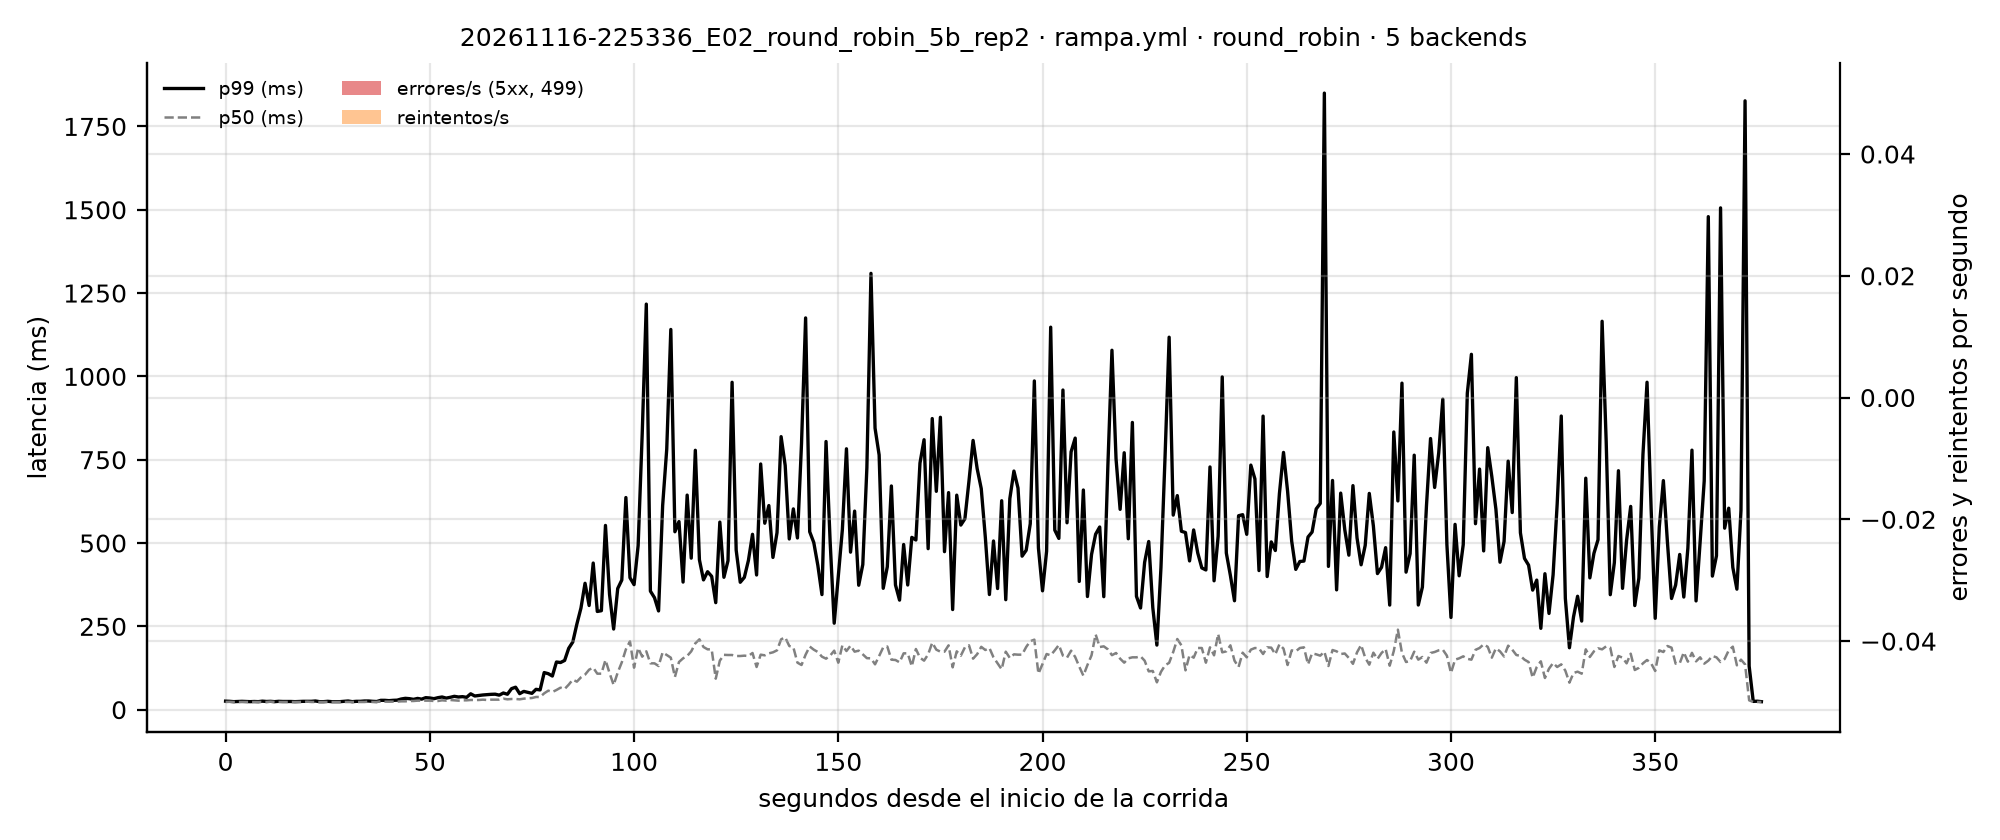 20261116-225336_E02_round_robin_5b_rep2 · rampa.yml · round_robin · 5 backends
p99 (ms)
p50 (ms)
errores/s (5xx, 499)
reintentos/s
latencia (ms)
1750
1500
1250
1000
750
500
250
0
0.04
0.02
0.00
−0.02
−0.04
errores y reintentos por segundo
0
50
100
150
200
250
300
350
segundos desde el inicio de la corrida